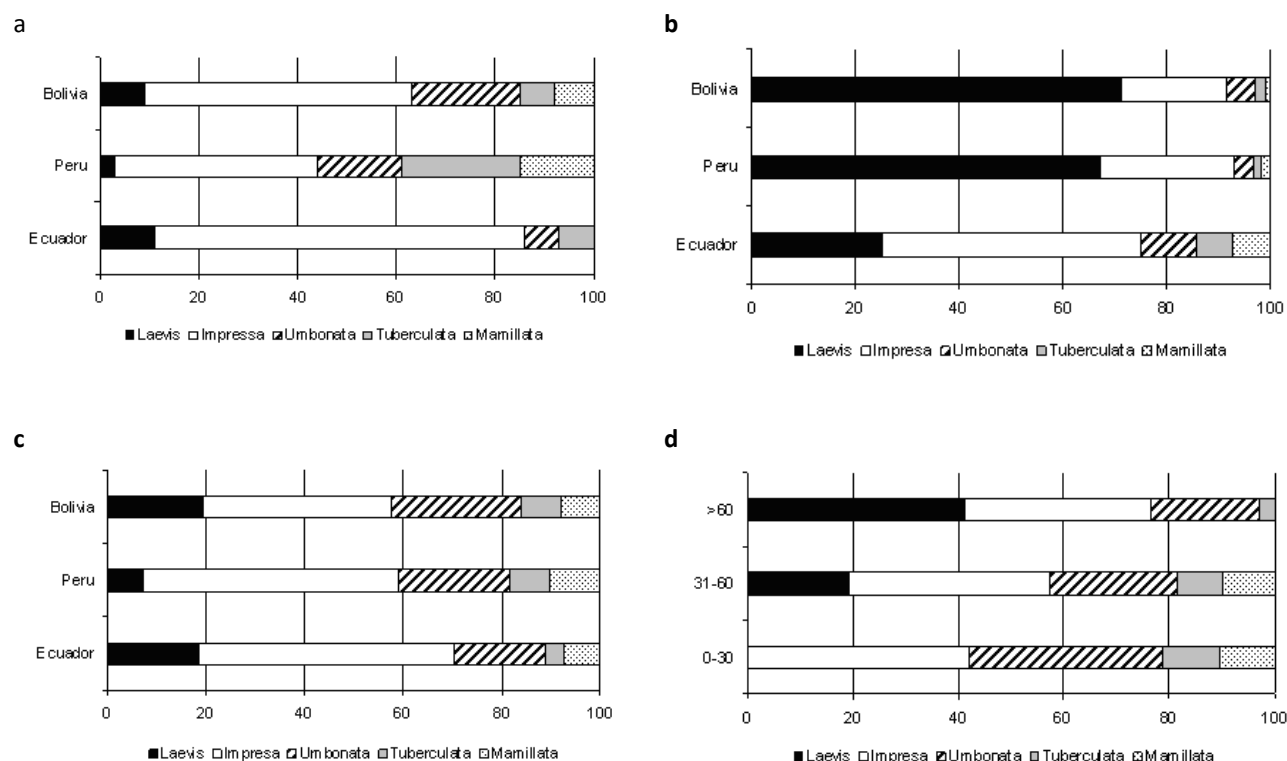 a
Bolivia
Peru
Ecuador
0 20 40 60 80 100
Laevis Impressa Umbonata Tuberculata Mamillata
b
Bolivia
Peru
Ecuador
0 20 40 60 80 100
Laevis Impresa Umbonata Tuberculata Mamillata
c
Bolivia
Peru
Ecuador
0 20 40 60 80 100
Laevis Impresa Umbonata Tuberculata Mamillata
d
>60
31-60
0-30
0 20 40 60 80 100
Laevis Impresa Umbonata Tuberculata Mamillata